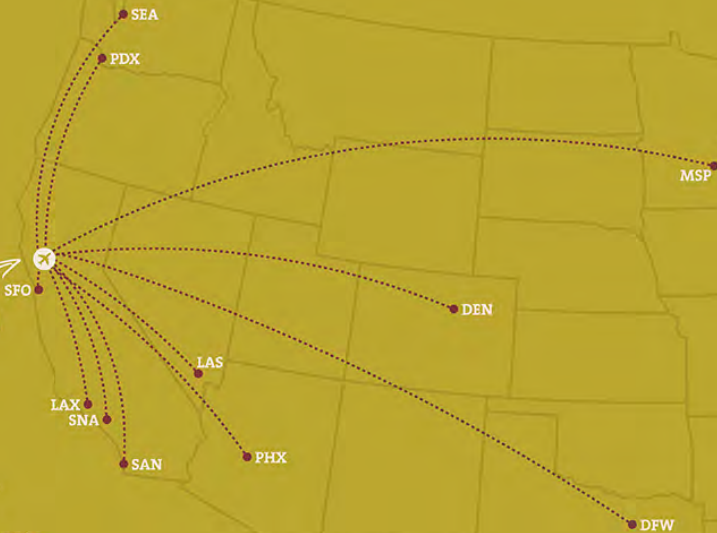 SEA
PDX
MSP
SFO
DEN
LAS
LAX
SNA
SAN
PHX
DFW